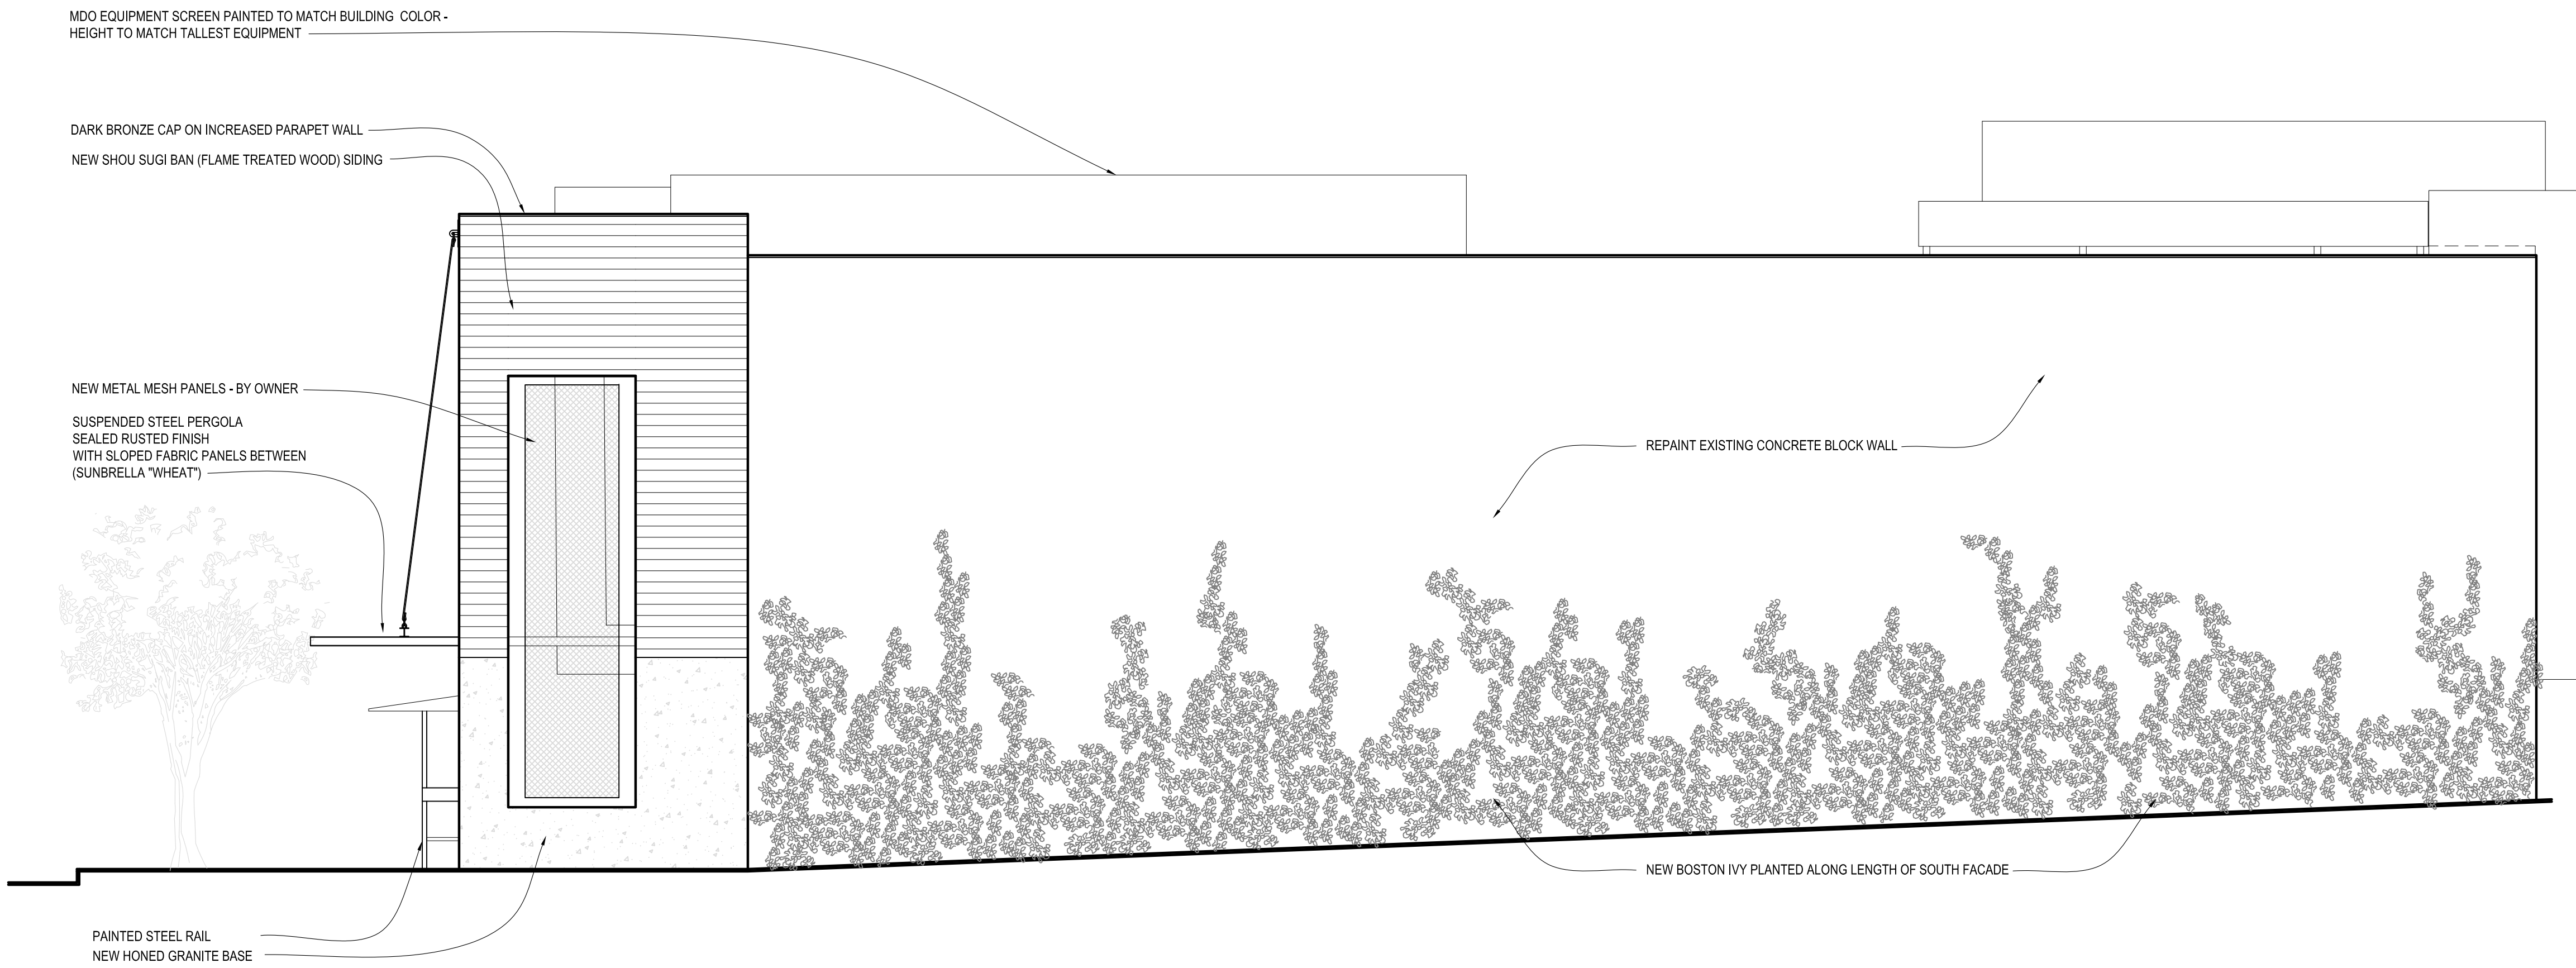 MDO EQUIPMENT SCREEN PAINTED TO MATCH BUILDING COLOR -
HEIGHT TO MATCH TALLEST EQUIPMENT
DARK BRONZE CAP ON INCREASED PARAPET WALL
NEW SHOU SUGI BAN (FLAME TREATED WOOD) SIDING
NEW METAL MESH PANELS - BY OWNER
SUSPENDED STEEL PERGOLA
SEALED RUSTED FINISH
WITH SLOPED FABRIC PANELS BETWEEN
(SUNBRELLA "WHEAT")
REPAINT EXISTING CONCRETE BLOCK WALL
NEW BOSTON IVY PLANTED ALONG LENGTH OF SOUTH FACADE
PAINTED STEEL RAIL
NEW HONED GRANITE BASE